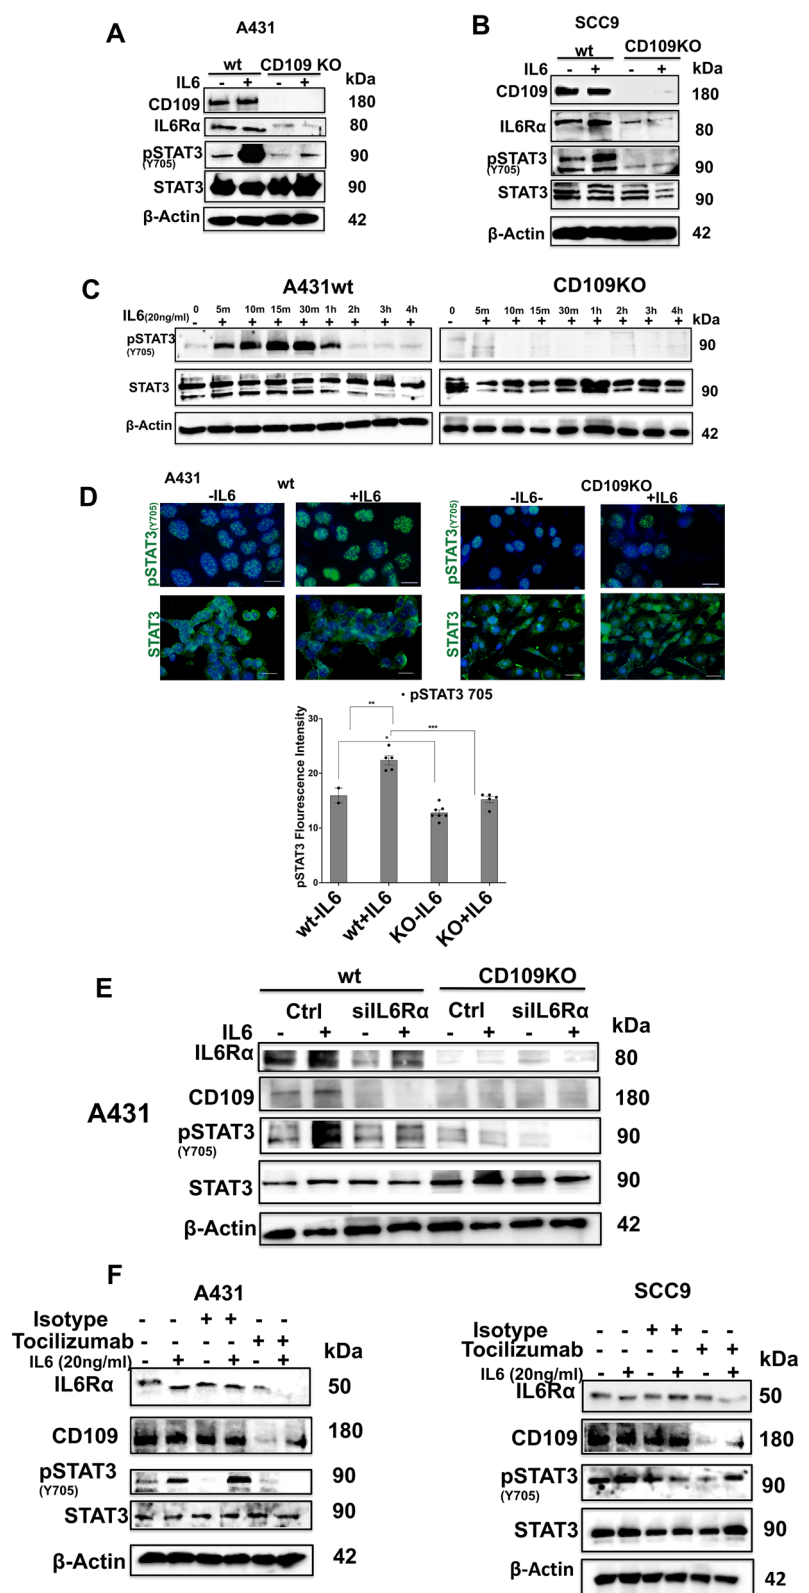 A
A431
wt CD109 KO
IL6 - + - + kDa
CD109 180
IL6Rα 80
pSTAT3 90
(Y705)
STAT3 90
β-Actin 42
B
SCC9
wt CD109KO
IL6 - + - + kDa
CD109 180
IL6Rα 80
pSTAT3 90
(Y705)
STAT3 90
β-Actin 42
C
A431wt CD109KO
0 5m 10m 15m 30m 1h 2h 3h 4h 0 5m 10m 15m 30m 1h 2h 3h 4h
IL6(20ng/ml) - + + + + + + + + - + + + + + + + + kDa
pSTAT3 90
(Y705)
STAT3 90
β-Actin 42
D
A431 wt CD109KO
-IL6 +IL6 -IL6- +IL6
pSTAT3(Y705) pSTAT3(Y705)
STAT3 STAT3
• pSTAT3 705
** 
* ***
pSTAT3 Flourescence Intensity
30
20
10
0
wt-IL6 wt+IL6 KO-IL6 KO+IL6
E
wt CD109KO
Ctrl siIL6Rα Ctrl siIL6Rα
IL6 - + - + - + - + kDa
IL6Rα 80
A431
CD109 180
pSTAT3 90
(Y705)
STAT3 90
β-Actin 42
F
A431
Isotype - - + + - -
Tocilizumab - - - - + +
IL6 (20ng/ml) - + - + - + kDa
IL6Rα 50
CD109 180
pSTAT3 90
(Y705)
STAT3 90
β-Actin 42
SCC9
Isotype - - + + - -
Tocilizumab - - - - + +
IL6 (20ng/ml) - + - + - + kDa
IL6Rα 50
CD109 180
pSTAT3 90
(Y705)
STAT3 90
β-Actin 42